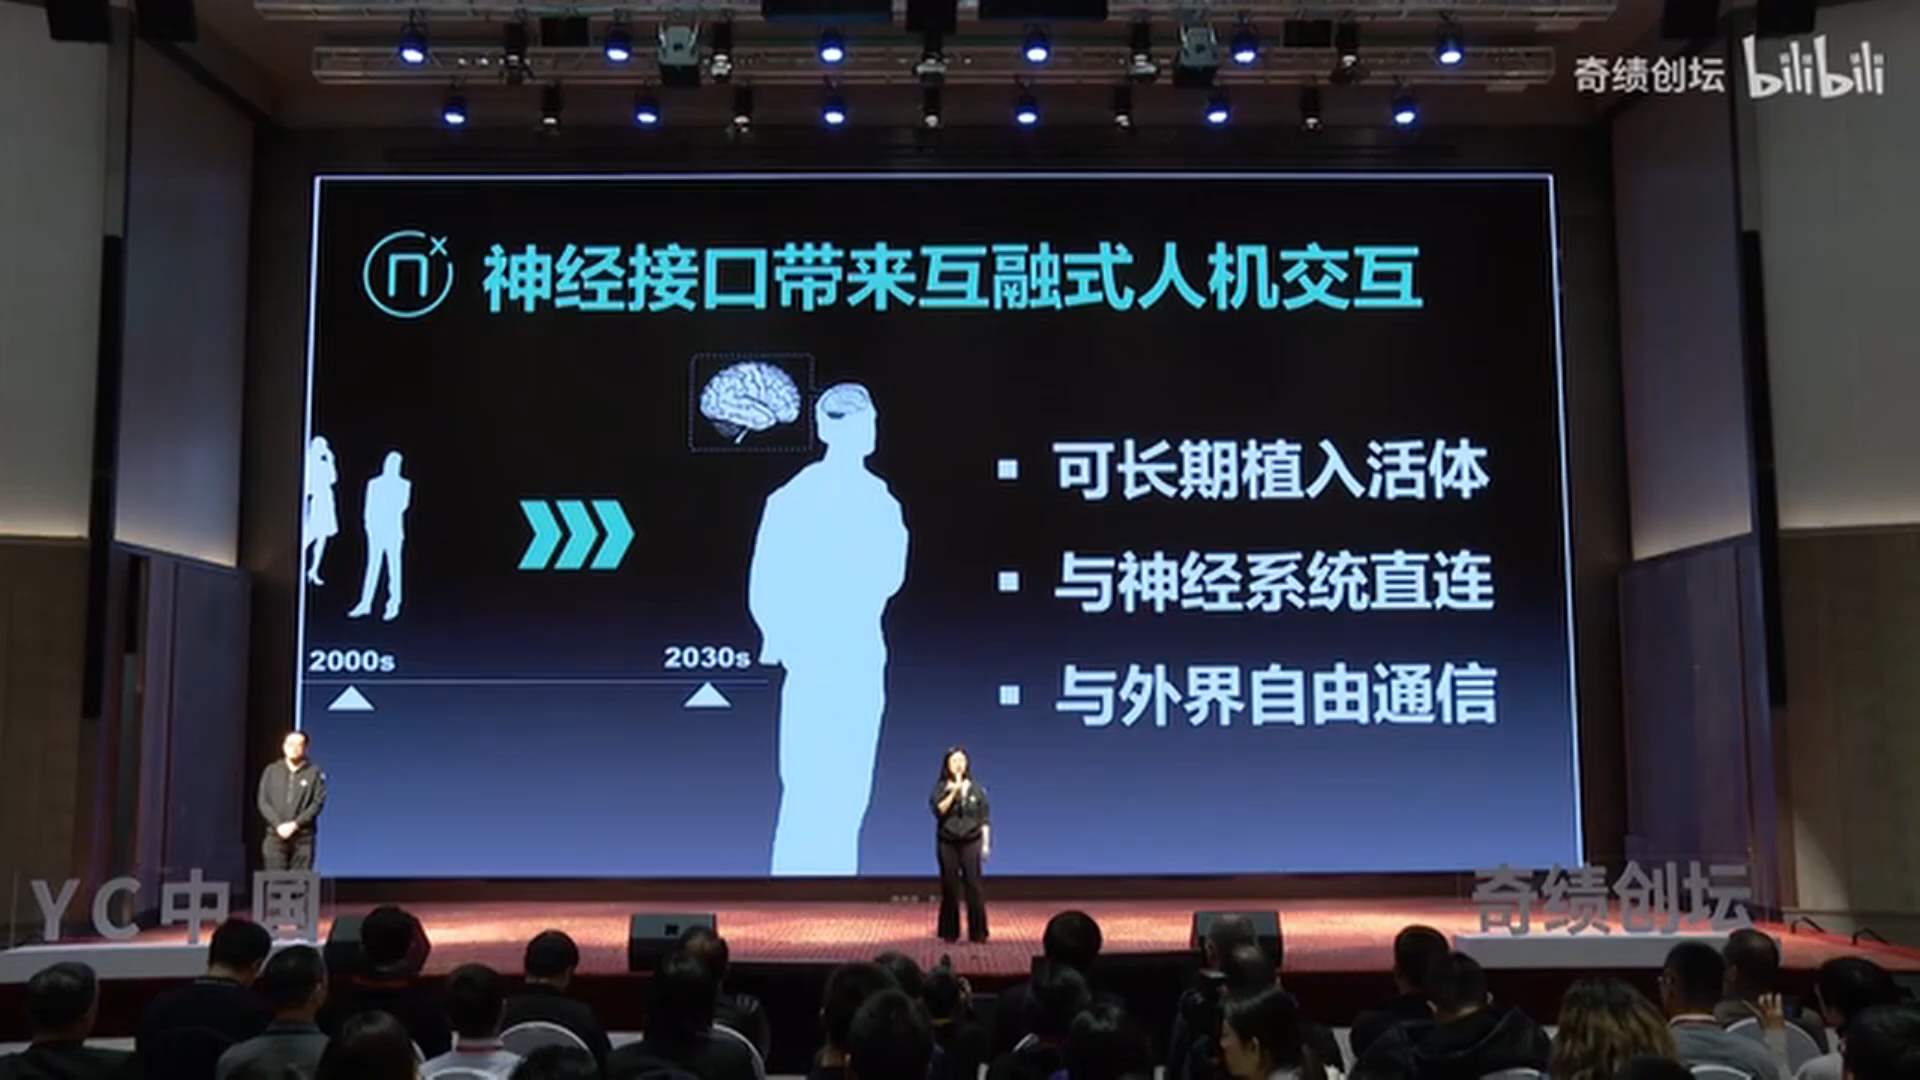 奇绩创坛 bilibili
n x 神经接口带来互融式人机交互
可长期植入活体
与神经系统直连
与外界自由通信
2000s
2030s
YC中国
奇绩创坛